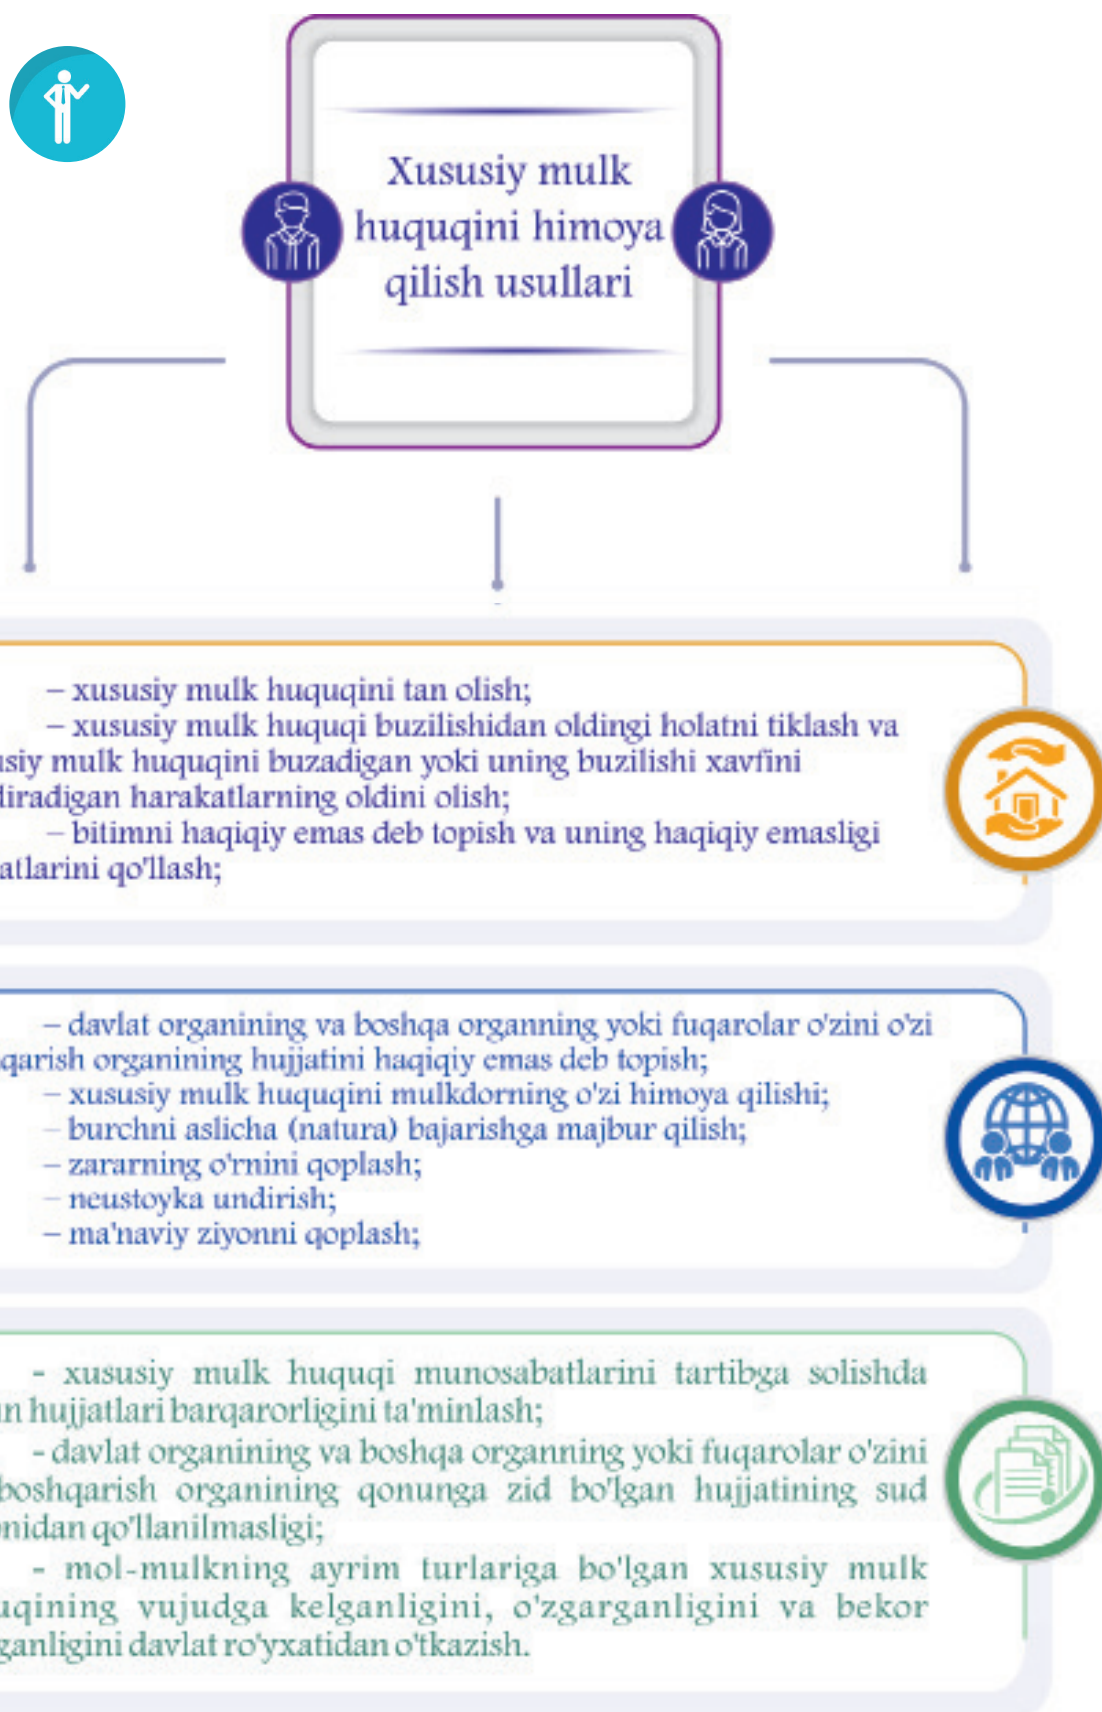 Xususiy mulk
huquqini himoya
qilish usullari
– xususiy mulk huquqini tan olish;
– xususiy mulk huquqi buzilishidan oldingi holatni tiklash va
usiy mulk huquqini buzadigan yoki uning buzilishi xavfini
diradigan harakatlarning oldini olish;
– bitimni haqiqiy emas deb topish va uning haqiqiy emasligi
atlarini qo'llash;
– davlat organining va boshqa organning yoki fuqarolar o'zini o'zi
qarish organining hujjatini haqiqiy emas deb topish;
– xususiy mulk huquqini mulkdorning o'zi himoya qilishi;
– burchni aslicha (natura) bajarishga majbur qilish;
– zararning o'rnini qoplash;
– neustoyka undirish;
– ma'naviy ziyonni qoplash;
- xususiy mulk huquqi munosabatlarini tartibga solishda
un hujjatlari barqarorligini ta'minlash;
- davlat organining va boshqa organning yoki fuqarolar o'zini
boshqarish organining qonunga zid bo'lgan hujjatining sud
nidan qo'llanilmasligi;
- mol-mulkning ayrim turlariga bo'lgan xususiy mulk
uqining vujudga kelganligini, o'zgarganligini va bekor
ganligini davlat ro'yxatidan o'tkazish.